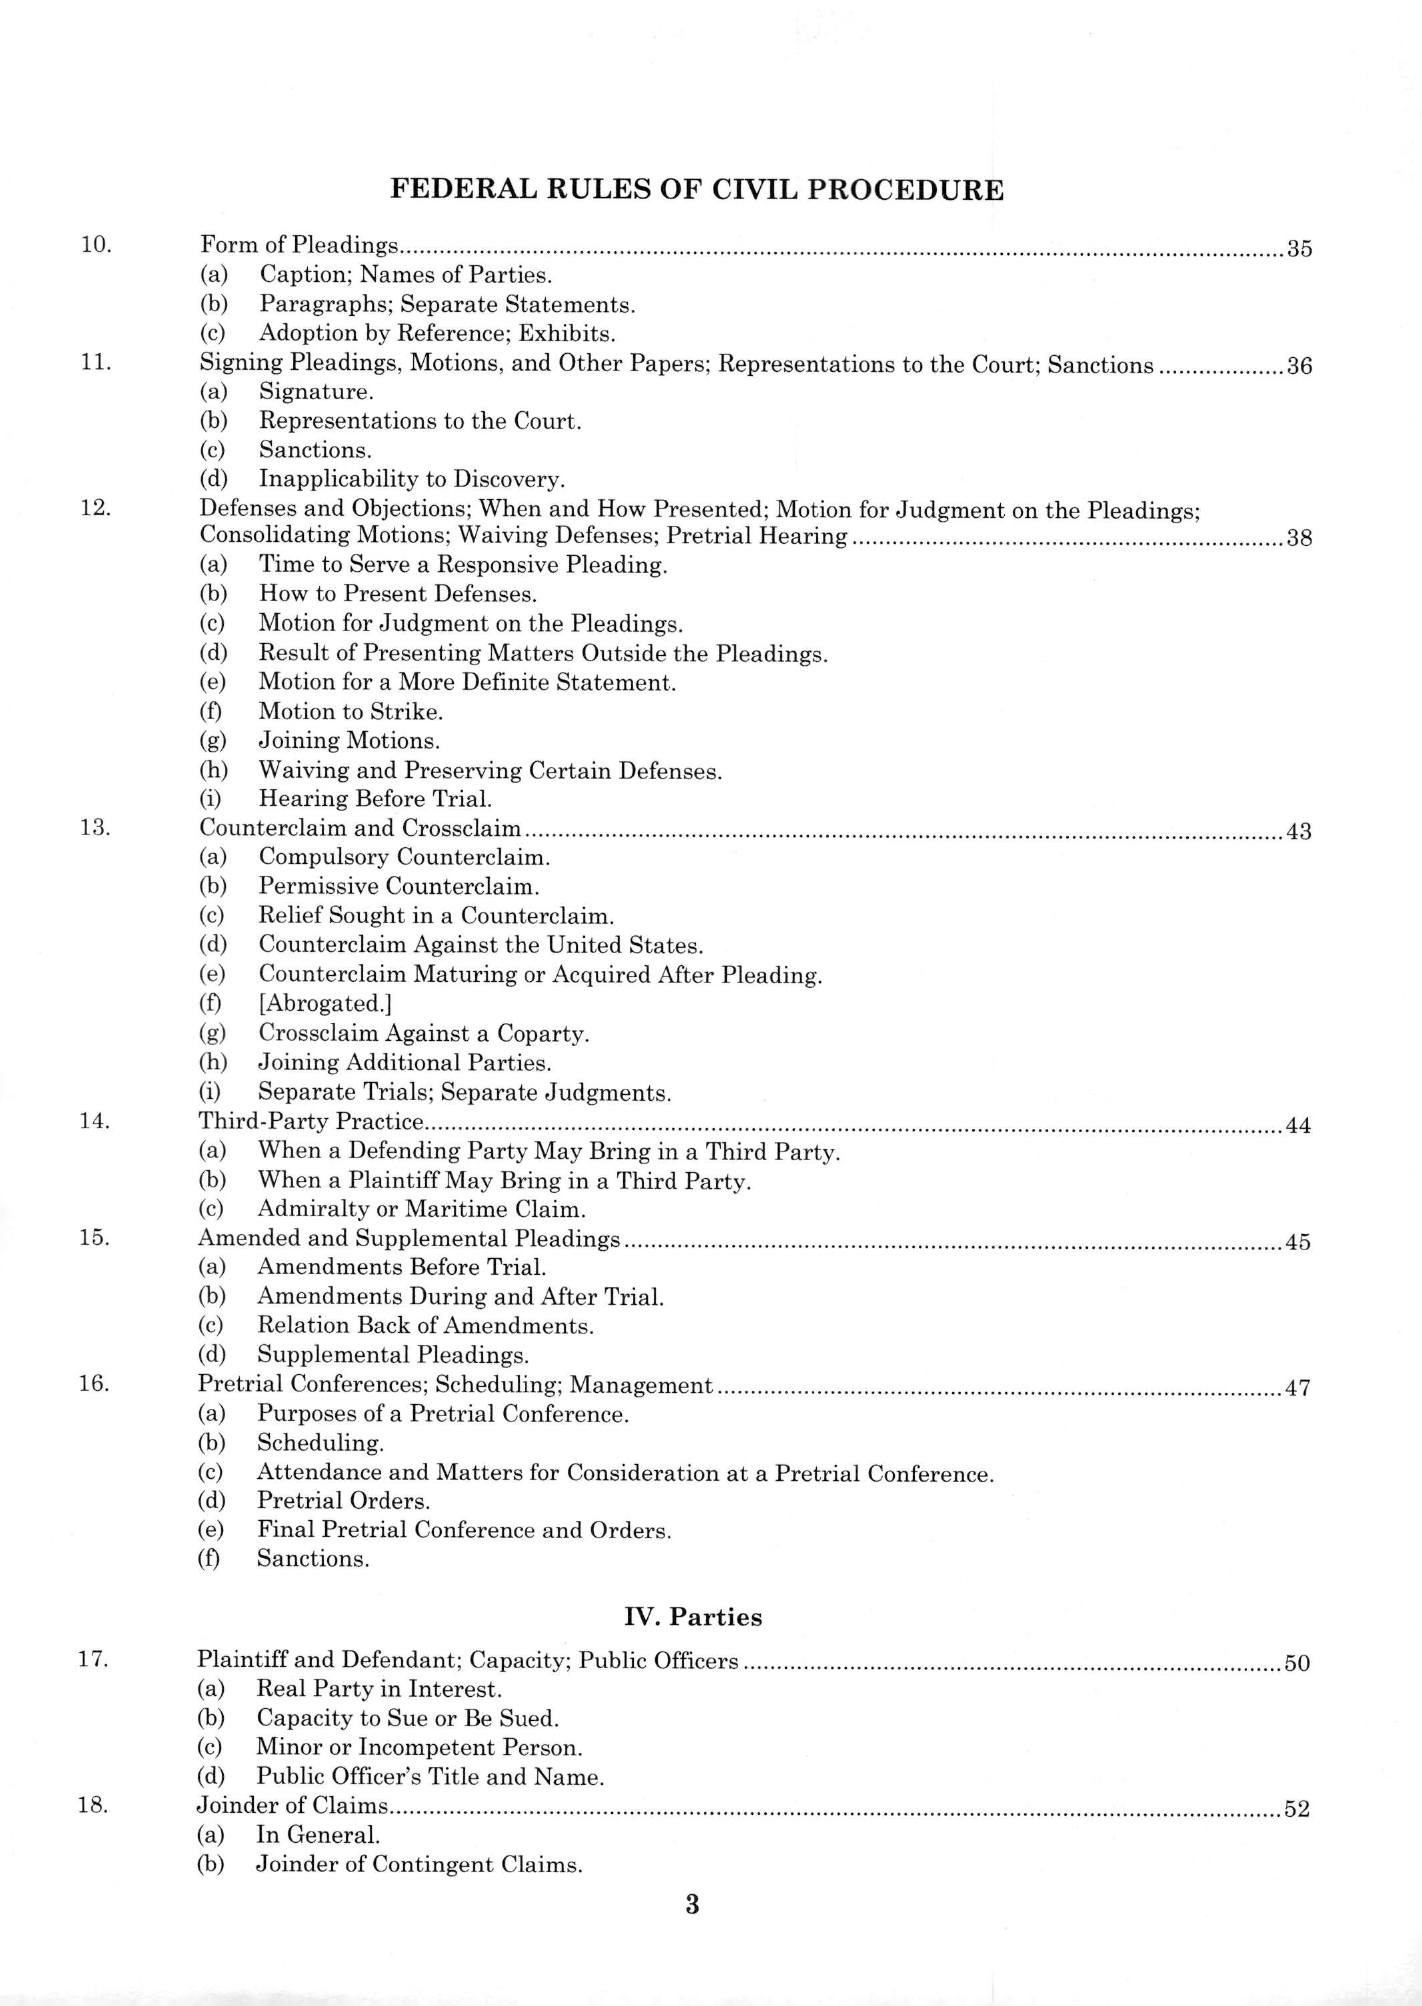 FEDERAL RULES OF CIVIL PROCEDURE
10. Form of Pleadings 35
(a) Caption; Names of Parties.
(b) Paragraphs; Separate Statements.
(c) Adoption by Reference; Exhibits.
11. Signing Pleadings, Motions, and Other Papers; Representations to the Court; Sanctions 36
(a) Signature.
(b) Representations to the Court.
(c) Sanctions.
(d) Inapplicability to Discovery.
12. Defenses and Objections; When and How Presented; Motion for Judgment on the Pleadings;
Consolidating Motions; Waiving Defenses; Pretrial Hearing 38
(a) Time to Serve a Responsive Pleading.
(b) How to Present Defenses.
(c) Motion for Judgment on the Pleadings.
(d) Result of Presenting Matters Outside the Pleadings.
(e) Motion for a More Definite Statement.
(f) Motion to Strike.
(g) Joining Motions.
(h) Waiving and Preserving Certain Defenses.
(i) Hearing Before Trial.
13. Counterclaim and Crossclaim 43
(a) Compulsory Counterclaim.
(b) Permissive Counterclaim.
(c) Relief Sought in a Counterclaim.
(d) Counterclaim Against the United States.
(e) Counterclaim Maturing or Acquired After Pleading.
(f) [Abrogated.]
(g) Crossclaim Against a Coparty.
(h) Joining Additional Parties.
(i) Separate Trials; Separate Judgments.
14. Third-Party Practice 44
(a) When a Defending Party May Bring in a Third Party.
(b) When a Plaintiff May Bring in a Third Party.
(c) Admiralty or Maritime Claim.
15. Amended and Supplemental Pleadings 45
(a) Amendments Before Trial.
(b) Amendments During and After Trial.
(c) Relation Back of Amendments.
(d) Supplemental Pleadings.
16. Pretrial Conferences; Scheduling; Management 47
(a) Purposes of a Pretrial Conference.
(b) Scheduling.
(c) Attendance and Matters for Consideration at a Pretrial Conference.
(d) Pretrial Orders.
(e) Final Pretrial Conference and Orders.
(f) Sanctions.
IV. Parties
17. Plaintiff and Defendant; Capacity; Public Officers 50
(a) Real Party in Interest.
(b) Capacity to Sue or Be Sued.
(c) Minor or Incompetent Person.
(d) Public Officer's Title and Name.
18. Joinder of Claims 52
(a) In General.
(b) Joinder of Contingent Claims.
3